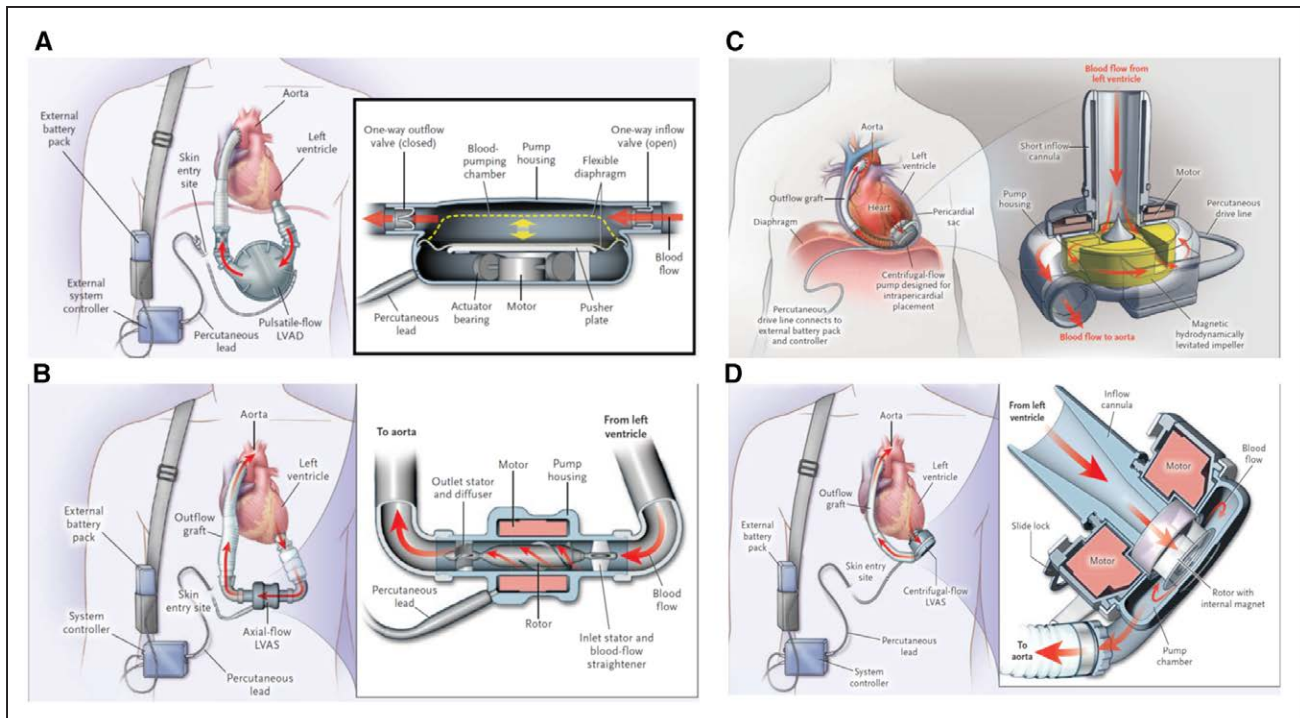 A
External
battery
pack
Aorta
Left
ventricle
Skin
entry
site
External
system
controller
Percutaneous
lead
Pulsatile-flow
LVAD
One-way outflow
valve (closed)
Blood-
pumping
chamber
Pump
housing
Flexible
diaphragm
One-way inflow
valve (open)
Blood
flow
Percutaneous
lead
Actuator
bearing
Motor
Pusher
plate
B
Aorta
Left
ventricle
External
battery
pack
Outflow
graft
Skin
entry site
System
controller
Axial-flow
LVAS
Percutaneous
lead
To aorta
From left
ventricle
Outlet stator
and diffuser
Motor
Pump
housing
Percutaneous
lead
Rotor
Blood
flow
Inlet stator and
blood-flow
straightener
C
Aorta
Left
ventricle
Outflow graft
Heart
Diaphragm
Pericardial
sac
Centrifugal-flow
pump designed for
intrapericardial
placement
Percutaneous
drive line connects to
external battery pack
and controller
Blood flow from
left ventricle
Short inflow
cannula
Motor
Pump
housing
Percutaneous
drive line
Blood flow to aorta
Magnetic
hydrodynamically
levitated impeller
D
Aorta
Left
ventricle
Outflow
graft
External
battery
pack
Skin entry
site
Centrifugal-flow
LVAS
Percutaneous
lead
System
controller
From left
ventricle
Inflow
cannula
Motor
Blood
flow
Slide lock
Motor
Rotor with
internal magnet
To
aorta
Pump
chamber